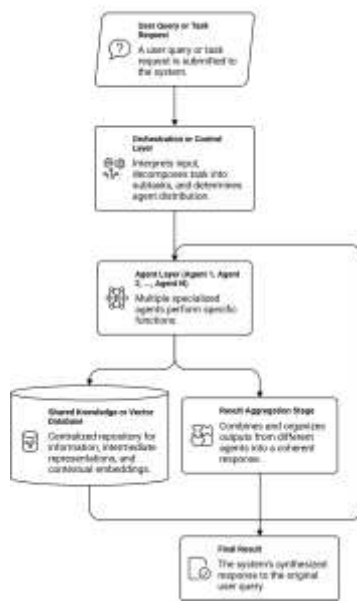 User Query or Task
Request
A user query or task
request is submitted to
the system.
Orchestration or Control
Layer
Interprets input,
decomposes task into
subtasks, and determines
agent distribution.
Agent Layer (Agent 1, Agent
2, ..., Agent N)
Multiple specialized
agents perform specific
functions.
Shared Knowledge or Vector
Database
Centralized repository for
information, intermediate
representations, and
contextual embeddings.
Result Aggregation Stage
Combines and organizes
outputs from different
agents into a coherent
response.
Final Result
The system's synthesized
response to the original
user query.